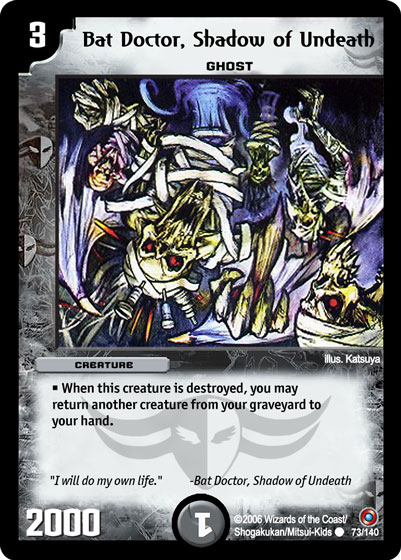 3
Bat Doctor, Shadow of Undeath
GHOST
illus. Katsuya
CREATURE
▪ When this creature is destroyed, you may
return another creature from your graveyard to
your hand.
"I will do my own life." -Bat Doctor, Shadow of Undeath
2000
1
©2006 Wizards of the Coast/
Shogakukan/Mitsui-Kids ● 73/140